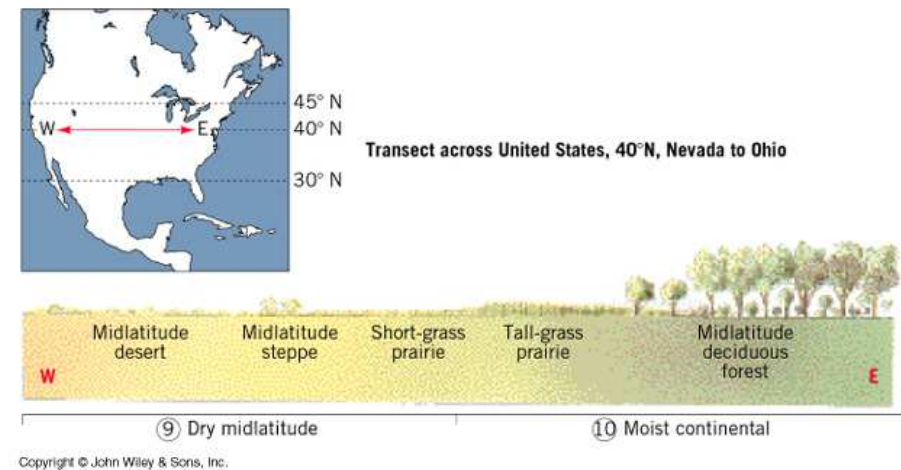 45° N
W E 40° N
30° N
Transect across United States, 40°N, Nevada to Ohio
Midlatitude desert
Midlatitude steppe
Short-grass prairie
Tall-grass prairie
Midlatitude deciduous forest
W E
⑨ Dry midlatitude
⑩ Moist continental
Copyright © John Wiley & Sons, Inc.